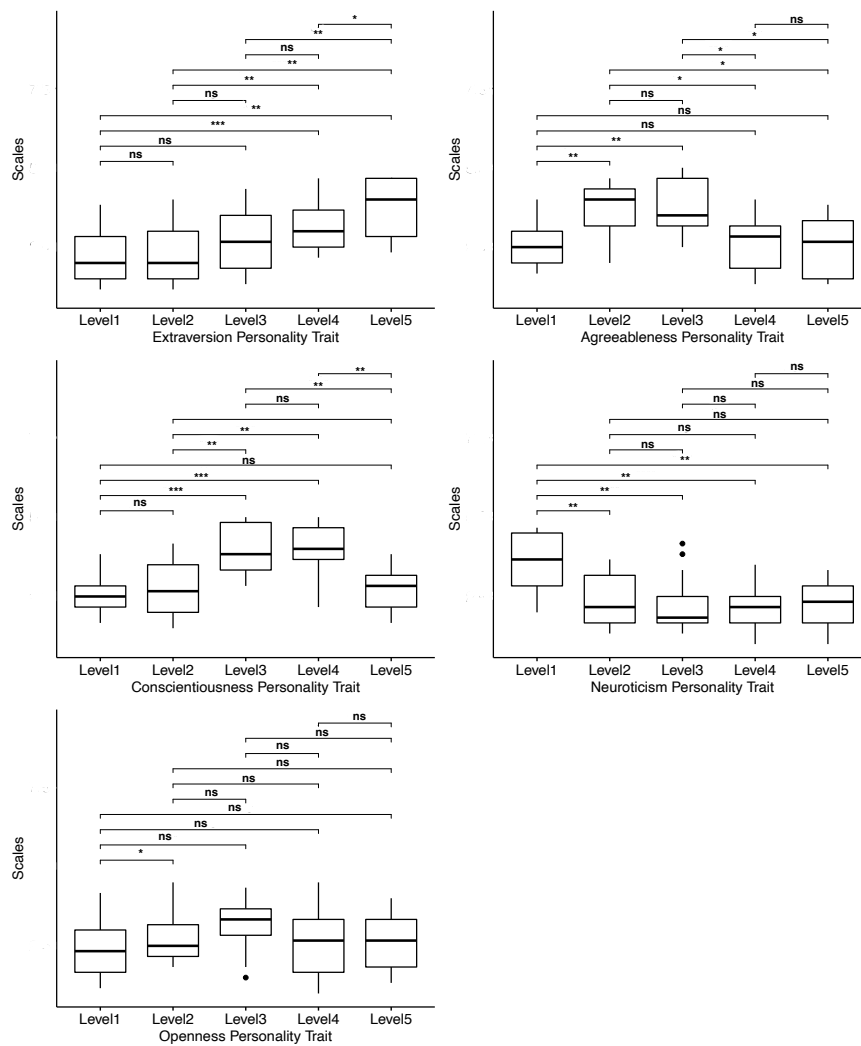 *
**
ns
**
**
ns
**
***
ns
ns
Scales
Level1 Level2 Level3 Level4 Level5
Extraversion Personality Trait
ns
*
*
*
*
ns
ns
ns
**
**
Scales
Level1 Level2 Level3 Level4 Level5
Agreeableness Personality Trait
**
**
ns
**
**
ns
***
***
ns
Scales
Level1 Level2 Level3 Level4 Level5
Conscientiousness Personality Trait
ns
ns
ns
ns
ns
ns
**
**
**
**
Scales
Level1 Level2 Level3 Level4 Level5
Neuroticism Personality Trait
ns
ns
ns
ns
ns
ns
ns
ns
ns
*
Scales
Level1 Level2 Level3 Level4 Level5
Openness Personality Trait